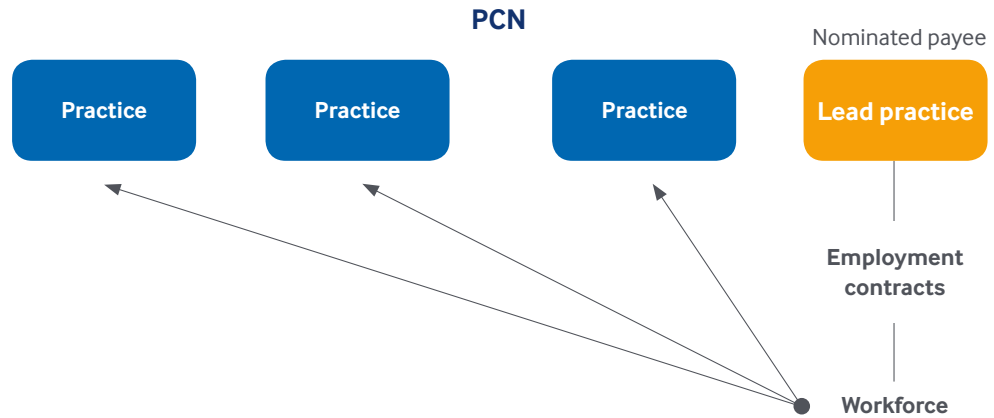 PCN
Nominated payee
Practice
Practice
Practice
Lead practice
Employment
contracts
Workforce